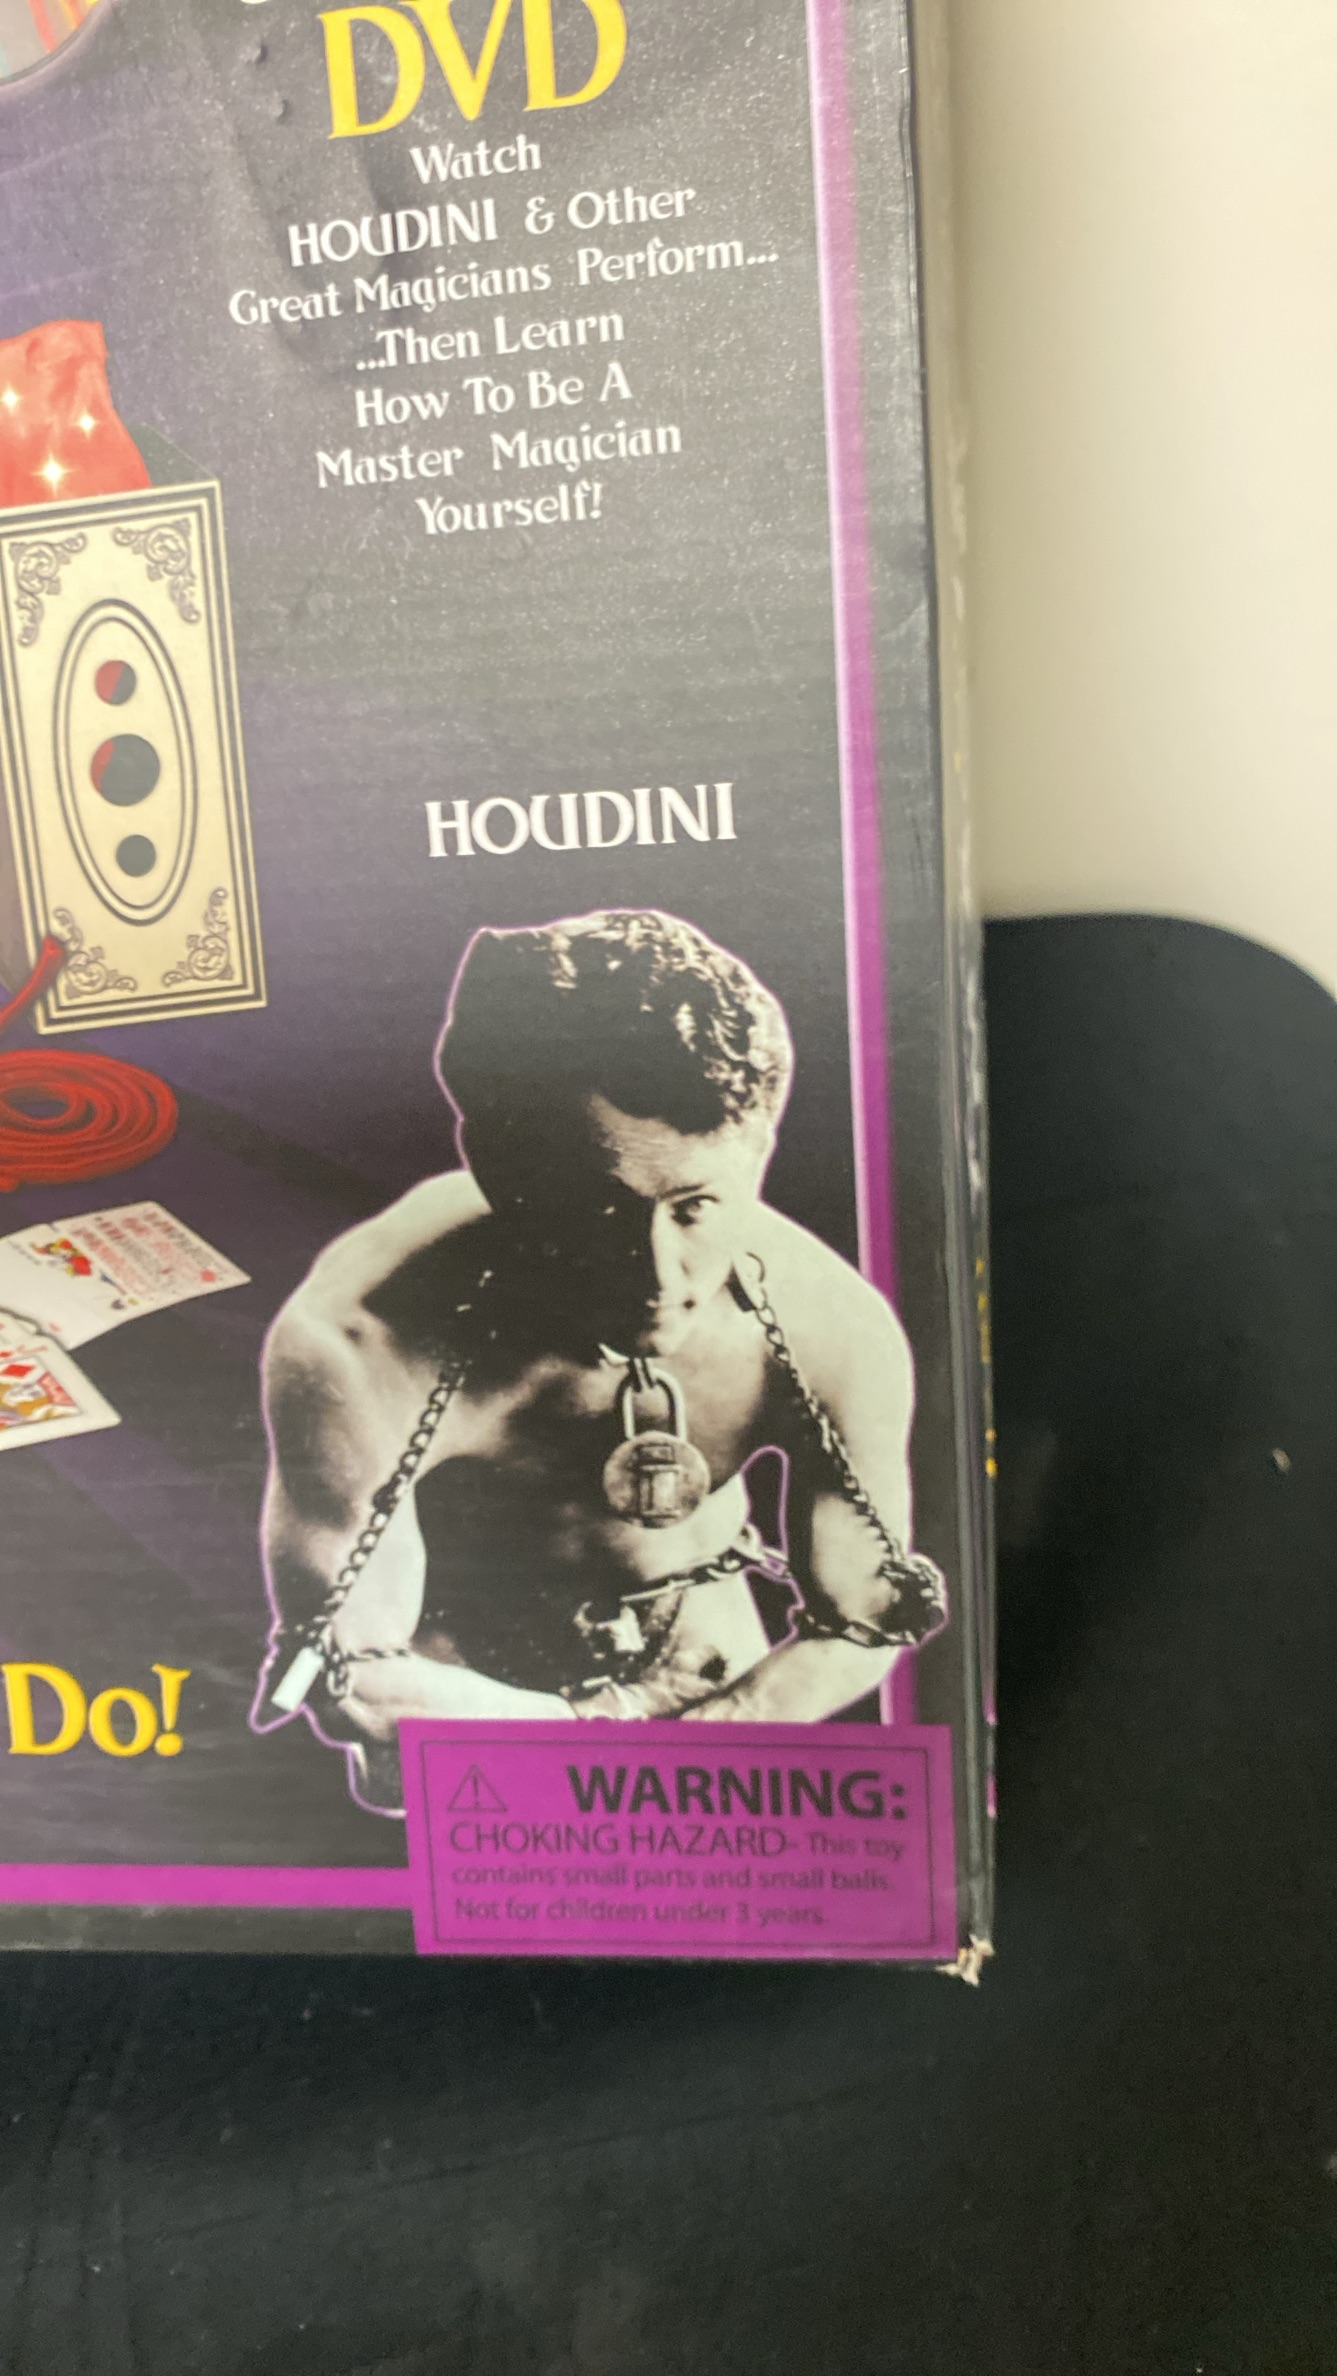 DVD
Watch
HOUDINI & Other
Great Magicians Perform...
...Then Learn
How To Be A
Master Magician
Yourself!
HOUDINI
Do!
WARNING:
CHOKING HAZARD- This toy
contains small parts and small balls.
Not for children under 3 years.